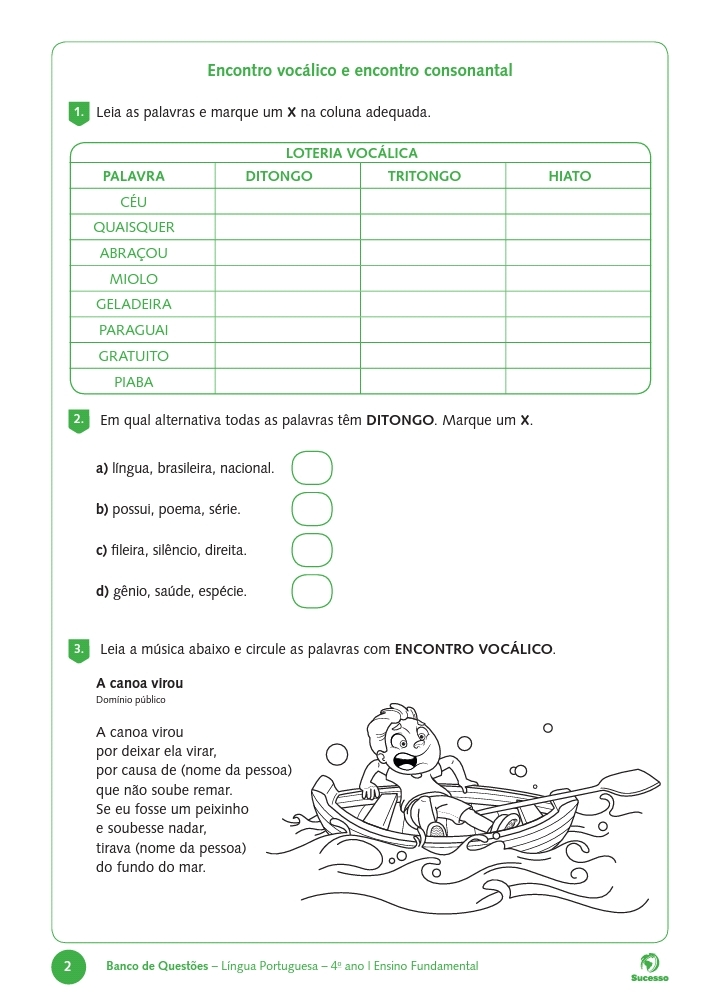 Encontro vocálico e encontro consonantal
1. Leia as palavras e marque um X na coluna adequada.
LOTERIA VOCÁLICA
PALAVRA DITONGO TRITONGO HIATO
CÉU
QUAISQUER
ABRAÇOU
MIOLO
GELADEIRA
PARAGUAI
GRATUITO
PIABA
2. Em qual alternativa todas as palavras têm DITONGO. Marque um X.
a) língua, brasileira, nacional.
b) possui, poema, série.
c) fileira, silêncio, direita.
d) gênio, saúde, espécie.
3. Leia a música abaixo e circule as palavras com ENCONTRO VOCÁLICO.
A canoa virou
Domínio público
A canoa virou
por deixar ela virar,
por causa de (nome da pessoa)
que não soube remar.
Se eu fosse um peixinho
e soubesse nadar,
tirava (nome da pessoa)
do fundo do mar.
2 Banco de Questões – Língua Portuguesa – 4º ano | Ensino Fundamental
Sucesso